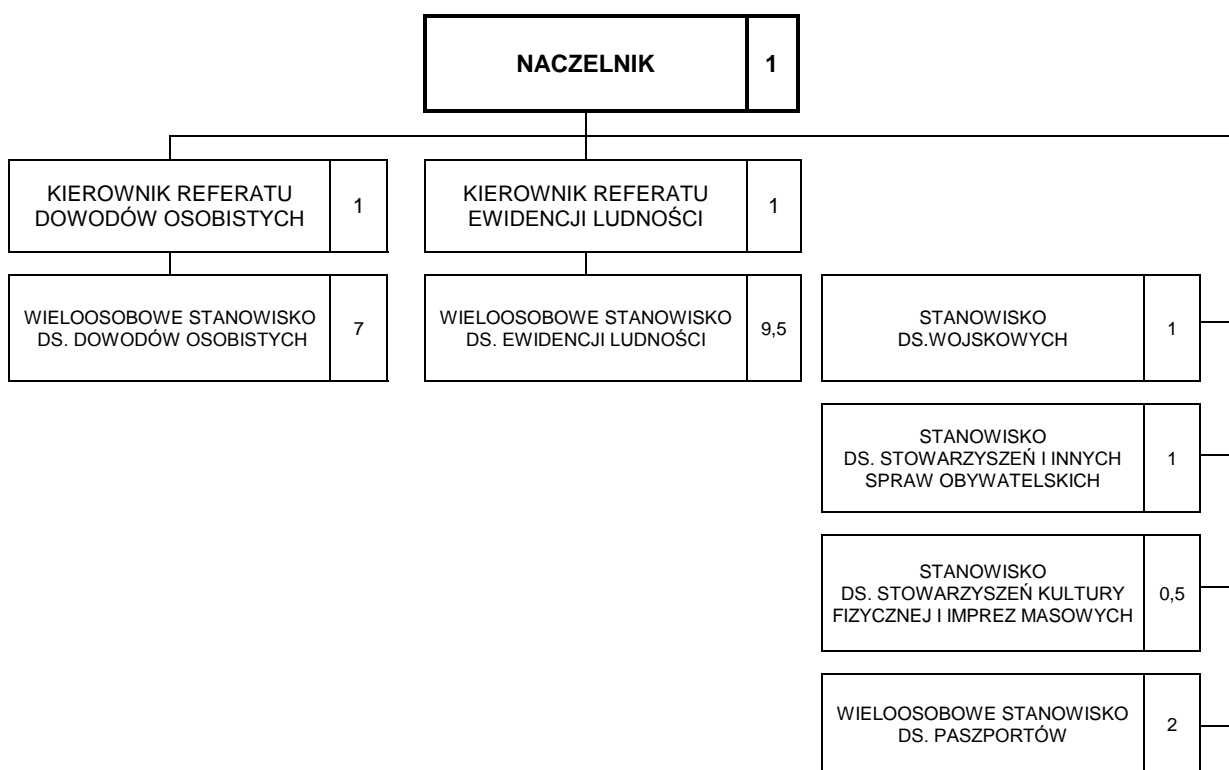 NACZELNIK 1
KIEROWNIK REFERATU
DOWODÓW OSOBISTYCH
1
KIEROWNIK REFERATU
EWIDENCJI LUDNOŚCI
1
WIELOOSOBOWE STANOWISKO
DS. DOWODÓW OSOBISTYCH
7
WIELOOSOBOWE STANOWISKO
DS. EWIDENCJI LUDNOŚCI
9,5
STANOWISKO
DS.WOJSKOWYCH
1
STANOWISKO
DS. STOWARZYSZEŃ I INNYCH
SPRAW OBYWATELSKICH
1
STANOWISKO
DS. STOWARZYSZEŃ KULTURY
FIZYCZNEJ I IMPREZ MASOWYCH
0,5
WIELOOSOBOWE STANOWISKO
DS. PASZPORTÓW
2